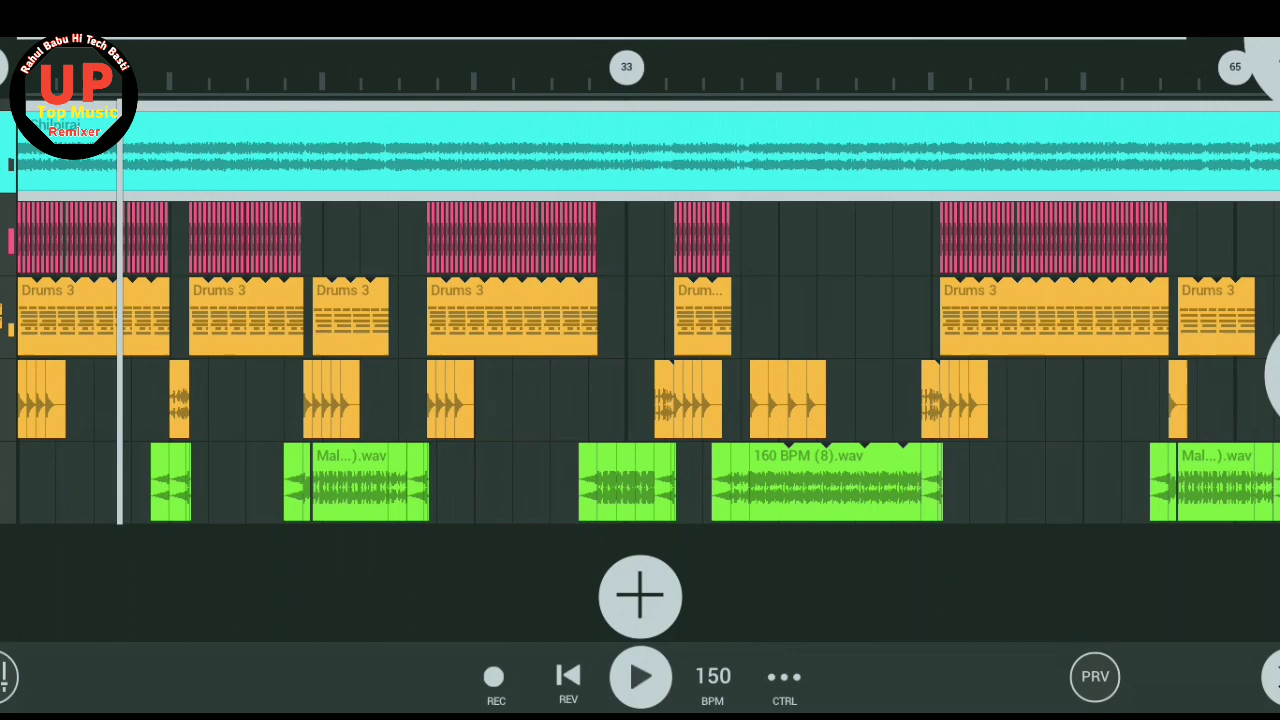 Rahul Babu Hi Tech Basti
UP
Top Music
Remixer
33
65
Drums 3
Drums 3
Drums 3
Drums 3
Drum...
Drums 3
Drums 3
Mal...).wav
160 BPM (8).wav
Mal...).wav
150
PRV
REC
REV
BPM
CTRL